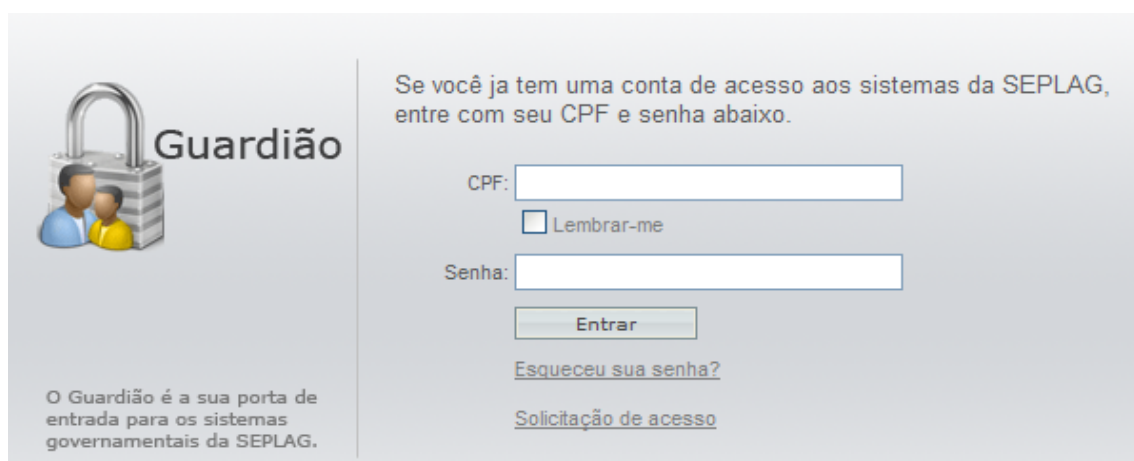 Guardião
O Guardião é a sua porta de
entrada para os sistemas
governamentais da SEPLAG.
Se você ja tem uma conta de acesso aos sistemas da SEPLAG,
entre com seu CPF e senha abaixo.
CPF:
Lembrar-me
Senha:
Entrar
Esqueceu sua senha?
Solicitação de acesso